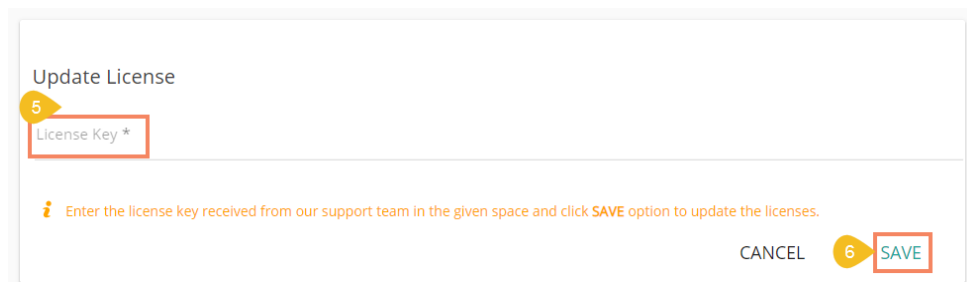 Update License
5
License Key *
i Enter the license key received from our support team in the given space and click SAVE option to update the licenses.
CANCEL 6 SAVE